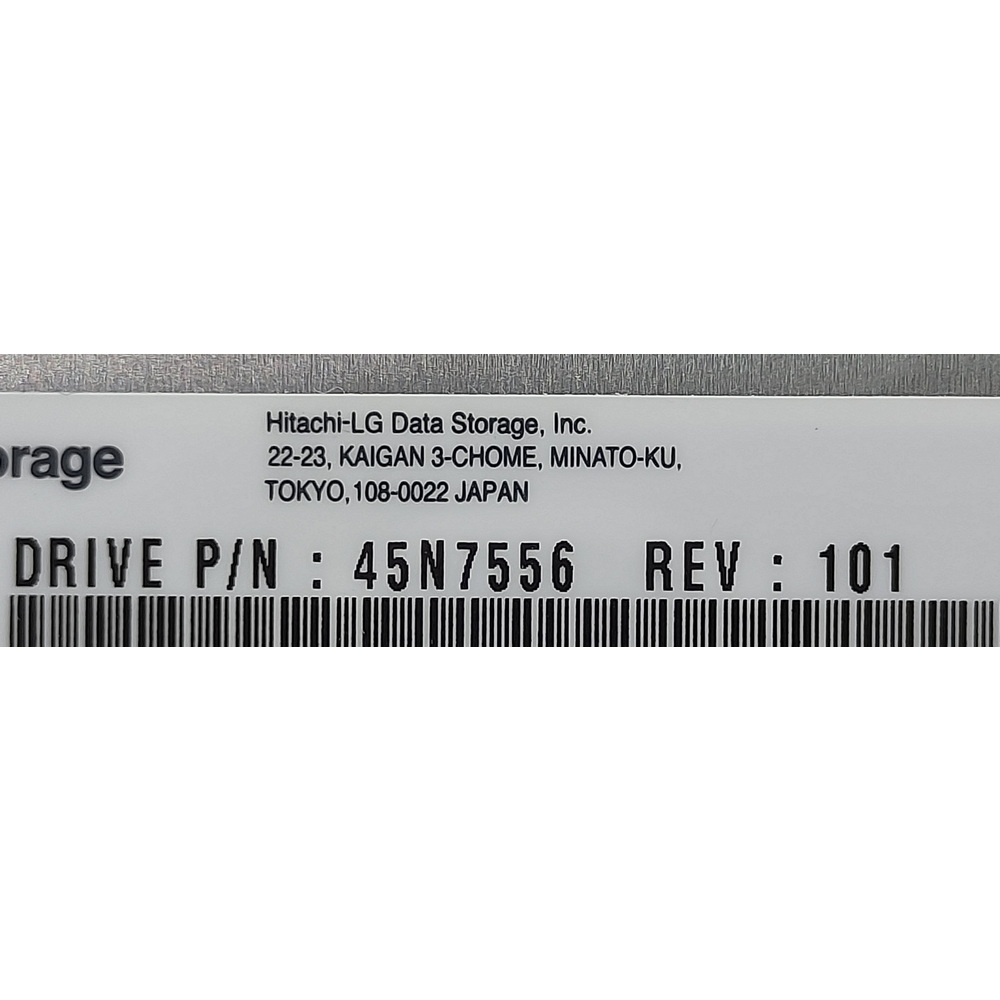 Hitachi-LG Data Storage, Inc.
22-23, KAIGAN 3-CHOME, MINATO-KU,
orage
TOKYO,108-0022 JAPAN
DRIVE P/N : 45N7556 REV : 101